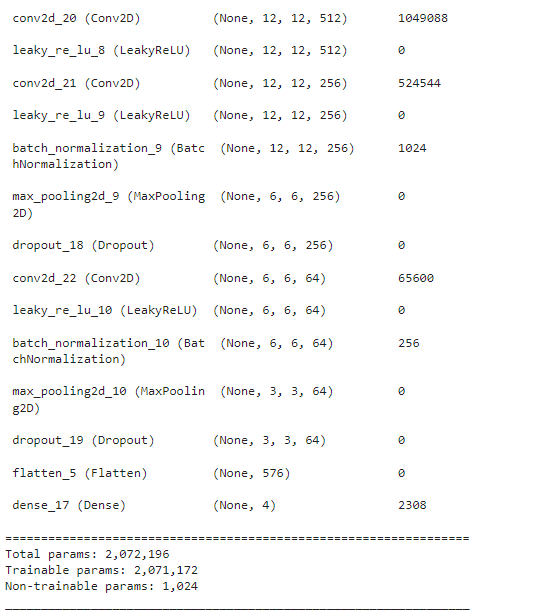 conv2d_20 (Conv2D) (None, 12, 12, 512) 1049088
leaky_re_lu_8 (LeakyReLU) (None, 12, 12, 512) 0
conv2d_21 (Conv2D) (None, 12, 12, 256) 524544
leaky_re_lu_9 (LeakyReLU) (None, 12, 12, 256) 0
batch_normalization_9 (Batc (None, 12, 12, 256) 1024
hNormalization)
max_pooling2d_9 (MaxPooling (None, 6, 6, 256) 0
2D)
dropout_18 (Dropout) (None, 6, 6, 256) 0
conv2d_22 (Conv2D) (None, 6, 6, 64) 65600
leaky_re_lu_10 (LeakyReLU) (None, 6, 6, 64) 0
batch_normalization_10 (Bat (None, 6, 6, 64) 256
chNormalization)
max_pooling2d_10 (MaxPoolin (None, 3, 3, 64) 0
g2D)
dropout_19 (Dropout) (None, 3, 3, 64) 0
flatten_5 (Flatten) (None, 576) 0
dense_17 (Dense) (None, 4) 2308
=================================================================
Total params: 2,072,196
Trainable params: 2,071,172
Non-trainable params: 1,024
_________________________________________________________________